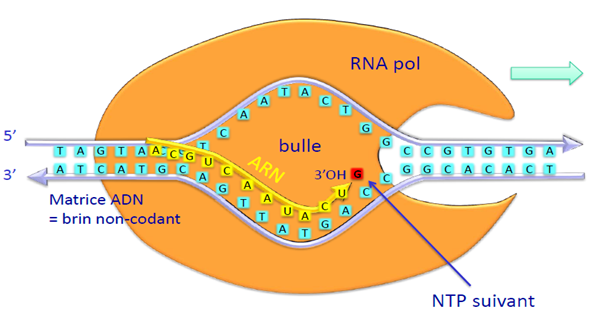 RNA pol
T C A A T A C T G G
bulle
5’
T A G T A A C G U C A A U A C U
ARN
3’OH G
C C G T G T G A
3’
A T C A T G C A G T T A T G A C C G G C A C A C T
Matrice ADN
= brin non-codant
NTP suivant